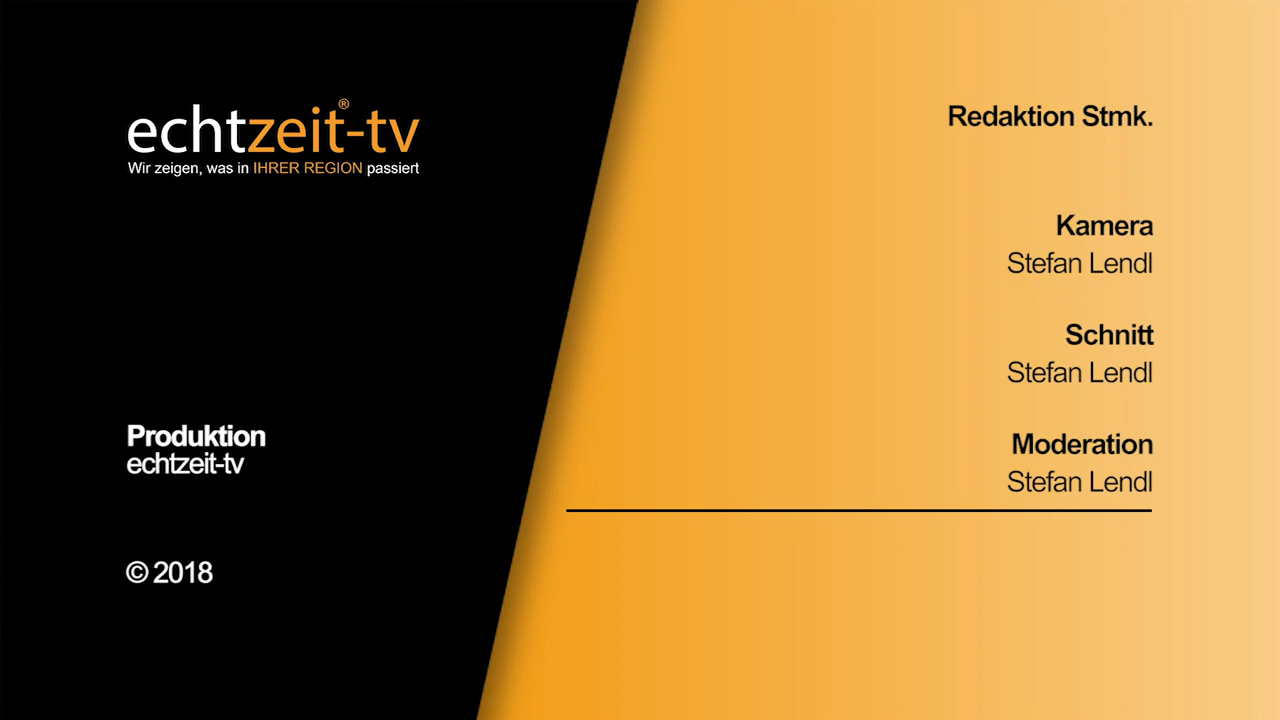 echtzeit-tv®
Wir zeigen, was in IHRER REGION passiert
Produktion
echtzeit-tv
© 2018
Redaktion Stmk.
Kamera
Stefan Lendl
Schnitt
Stefan Lendl
Moderation
Stefan Lendl